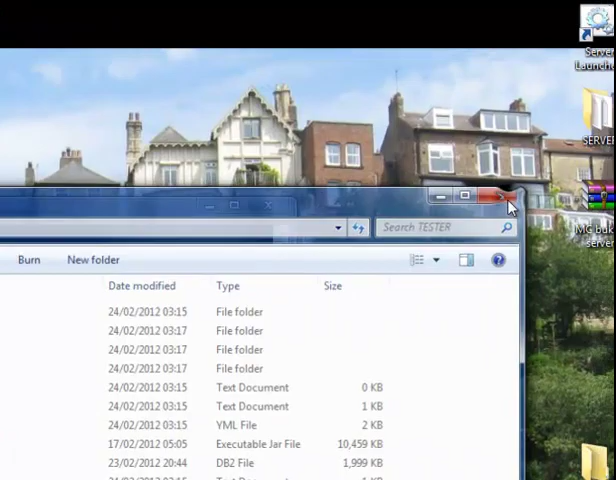 Server
Launche
SERVER
MG buk
server
Search TESTER
Burn
New folder
Date modified
Type
Size
24/02/2012 03:15
File folder
24/02/2012 03:17
File folder
24/02/2012 03:17
File folder
24/02/2012 03:17
File folder
24/02/2012 03:15
Text Document
0 KB
24/02/2012 03:15
Text Document
1 KB
24/02/2012 03:15
YML File
2 KB
17/02/2012 05:05
Executable Jar File
10,459 KB
23/02/2012 20:44
DB2 File
1,999 KB